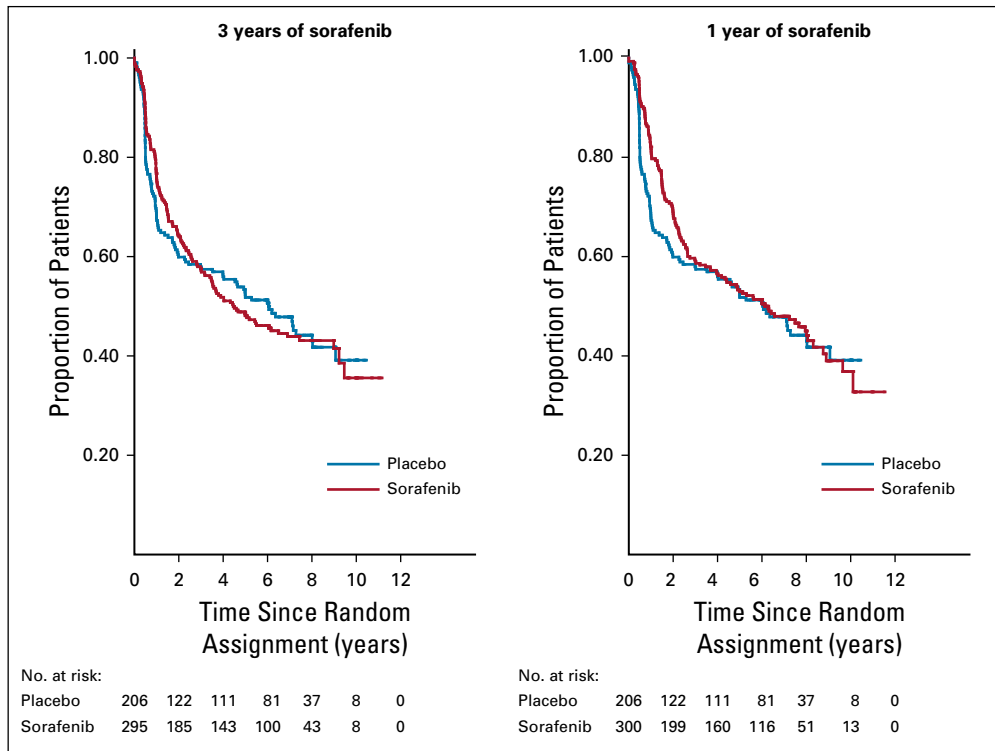 3 years of sorafenib
1.00
0.80
0.60
0.40
0.20
Proportion of Patients
Placebo
Sorafenib
0 2 4 6 8 10 12
Time Since Random
Assignment (years)
No. at risk:
Placebo 206 122 111 81 37 8 0
Sorafenib 295 185 143 100 43 8 0
1 year of sorafenib
1.00
0.80
0.60
0.40
0.20
Proportion of Patients
Placebo
Sorafenib
0 2 4 6 8 10 12
Time Since Random
Assignment (years)
No. at risk:
Placebo 206 122 111 81 37 8 0
Sorafenib 300 199 160 116 51 13 0